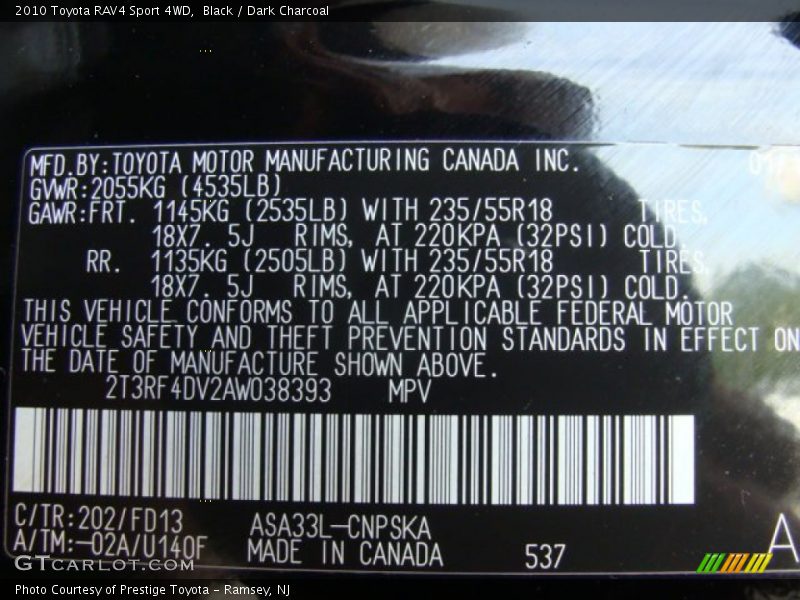 2010 Toyota RAV4 Sport 4WD, Black / Dark Charcoal
MFD.BY:TOYOTA MOTOR MANUFACTURING CANADA INC.
GVWR:2055KG (4535LB)
GAWR:FRT. 1145KG (2535LB) WITH 235/55R18 TIRES,
18X7. 5J RIMS, AT 220KPA (32PSI) COLD.
RR. 1135KG (2505LB) WITH 235/55R18 TIRES,
18X7. 5J RIMS, AT 220KPA (32PSI) COLD.
THIS VEHICLE CONFORMS TO ALL APPLICABLE FEDERAL MOTOR
VEHICLE SAFETY AND THEFT PREVENTION STANDARDS IN EFFECT ON
THE DATE OF MANUFACTURE SHOWN ABOVE.
2T3RF4DV2AW038393 MPV
C/TR:202/FD13 ASA33L-CNPSKA
A/TM:-02A/U140F MADE IN CANADA 537 A
GTCARLOT.COM
Photo Courtesy of Prestige Toyota - Ramsey, NJ